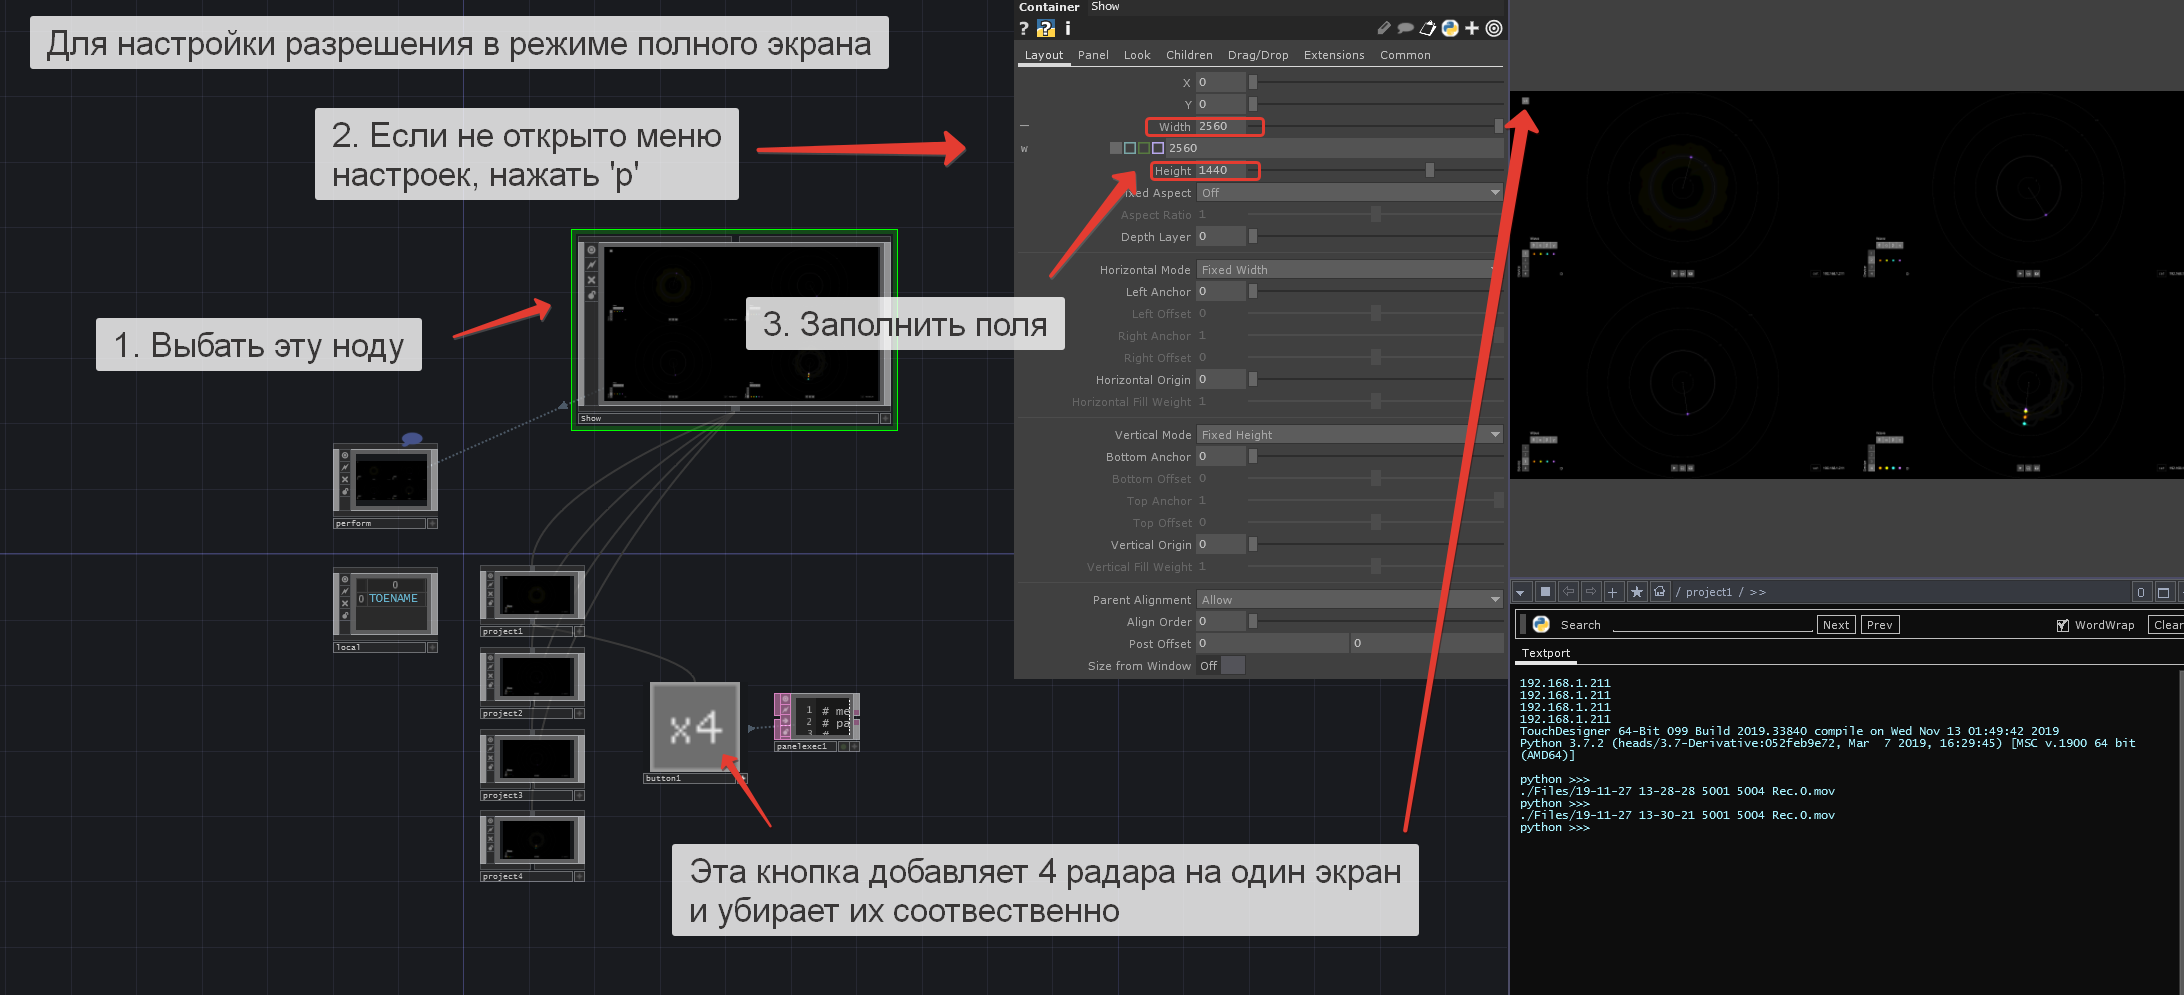 Для настройки разрешения в режиме полного экрана
2. Если не открыто меню
настроек, нажать 'p'
1. Выбать эту ноду
3. Заполнить поля
Эта кнопка добавляет 4 радара на один экран
и убирает их соотвественно
Show
perform
0
0 TOENAME
local
project1
project2
project3
project4
x4
button1
1 # me
2 # pa
3 #
panelexec1
Container Show
? ? i
Layout Panel Look Children Drag/Drop Extensions Common
X 0
Y 0
Width 2560
w 2560
Height 1440
ixed Aspect Off
Aspect Ratio 1
Depth Layer 0
Horizontal Mode Fixed Width
Left Anchor 0
Left Offset 0
Right Anchor 1
Right Offset 0
Horizontal Origin 0
Horizontal Fill Weight 1
Vertical Mode Fixed Height
Bottom Anchor 0
Bottom Offset 0
Top Anchor 1
Top Offset 0
Vertical Origin 0
Vertical Fill Weight 1
Parent Alignment Allow
Align Order 0
Post Offset 0 0
Size from Window Off
/ project1 / >> 0
Search Next Prev WordWrap Clear
Textport
192.168.1.211
192.168.1.211
192.168.1.211
192.168.1.211
TouchDesigner 64-Bit 099 Build 2019.33840 compile on Wed Nov 13 01:49:42 2019
Python 3.7.2 (heads/3.7-Derivative:052feb9e72, Mar 7 2019, 16:29:45) [MSC v.1900 64 bit
(AMD64)]
python >>>
./Files/19-11-27 13-28-28 5001 5004 Rec.0.mov
python >>>
./Files/19-11-27 13-30-21 5001 5004 Rec.0.mov
python >>>